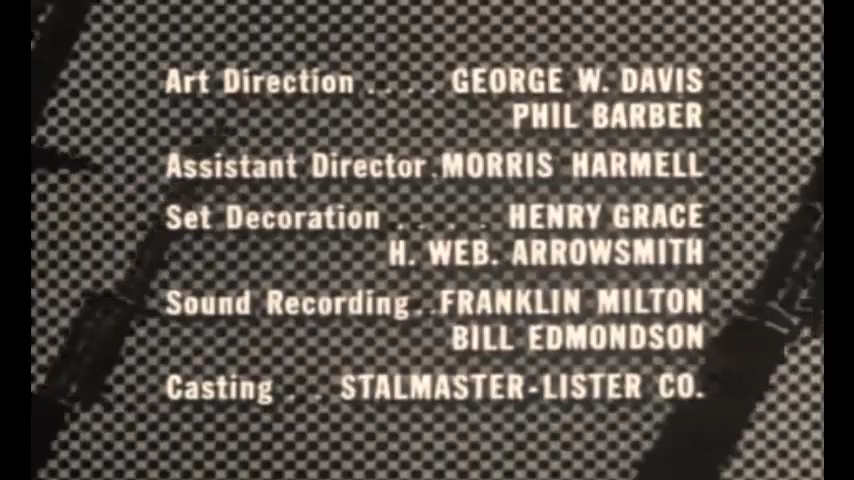 Art Direction . . . . GEORGE W. DAVIS
PHIL BARBER
Assistant Director . MORRIS HARMELL
Set Decoration . . . . HENRY GRACE
H. WEB. ARROWSMITH
Sound Recording . . FRANKLIN MILTON
BILL EDMONDSON
Casting . . STALMASTER-LISTER CO.